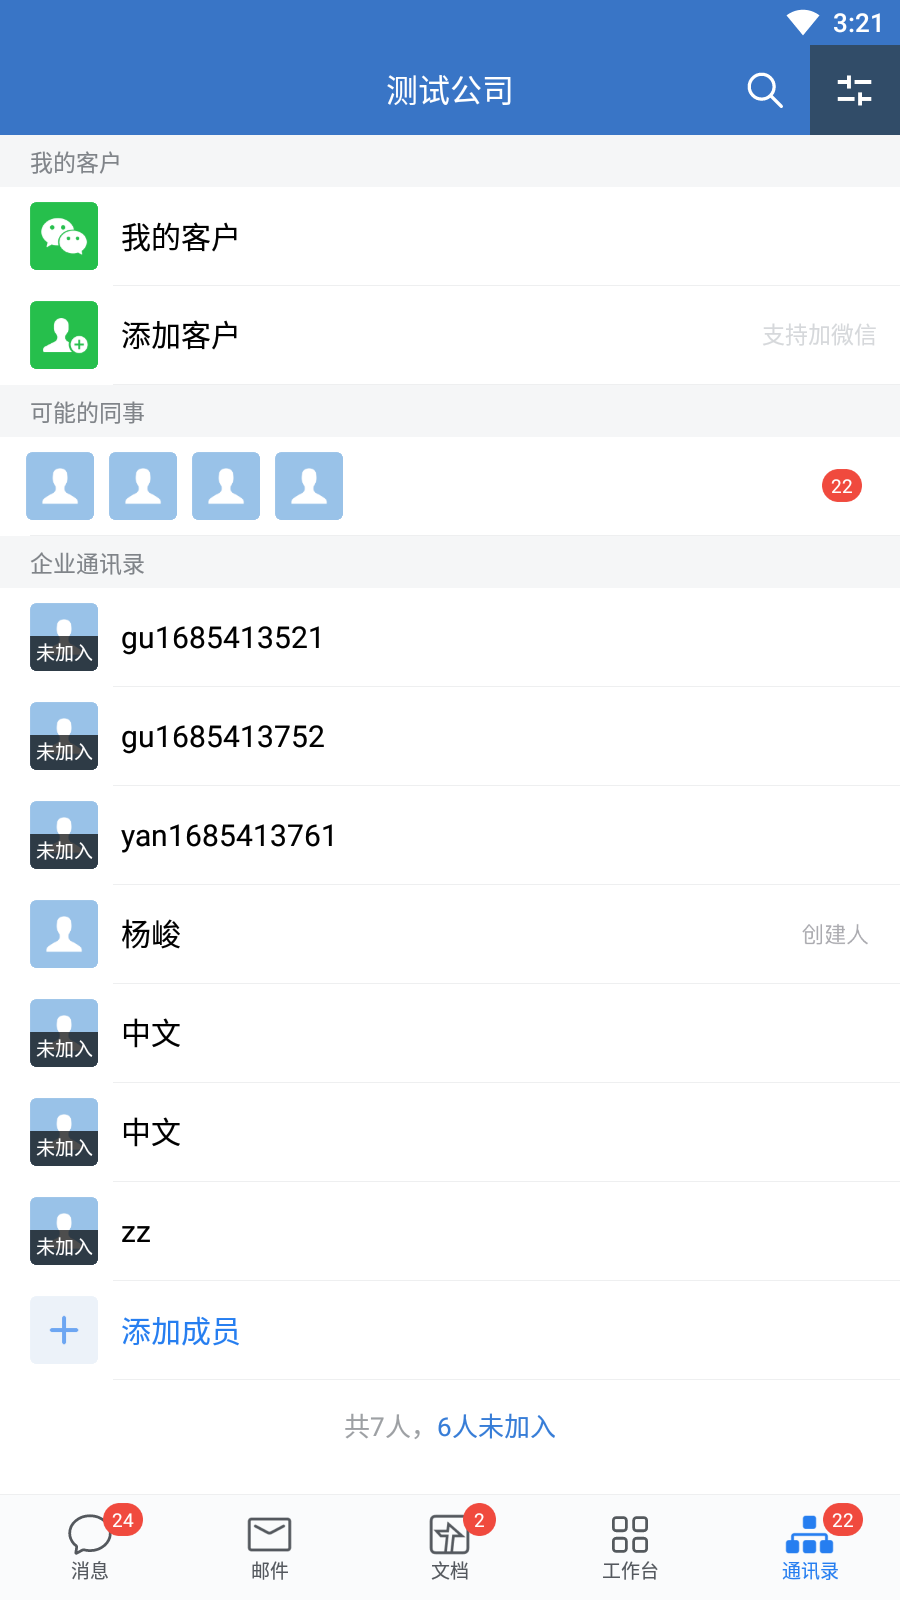 3:21
测试公司
我的客户
我的客户
添加客户 支持加微信
可能的同事
22
企业通讯录
未加入 gu1685413521
未加入 gu1685413752
未加入 yan1685413761
杨峻 创建人
未加入 中文
未加入 中文
未加入 zz
添加成员
共7人，6人未加入
24 2 22
消息 邮件 文档 工作台 通讯录